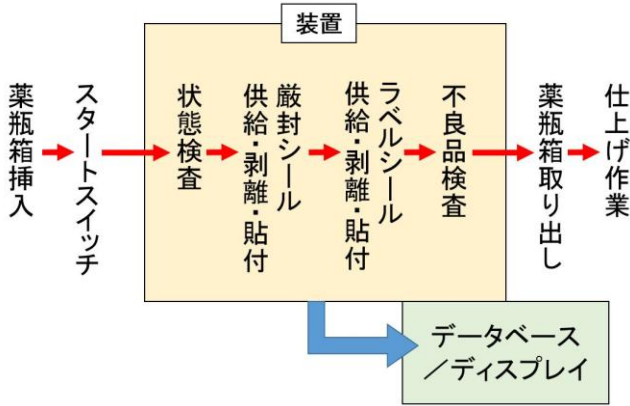 装置
薬瓶箱挿入
スタートスイッチ
状態検査
厳封シール
供給・剥離・貼付
ラベルシール
供給・剥離・貼付
不良品検査
薬瓶箱取り出し
仕上げ作業
データベース
／ディスプレイ